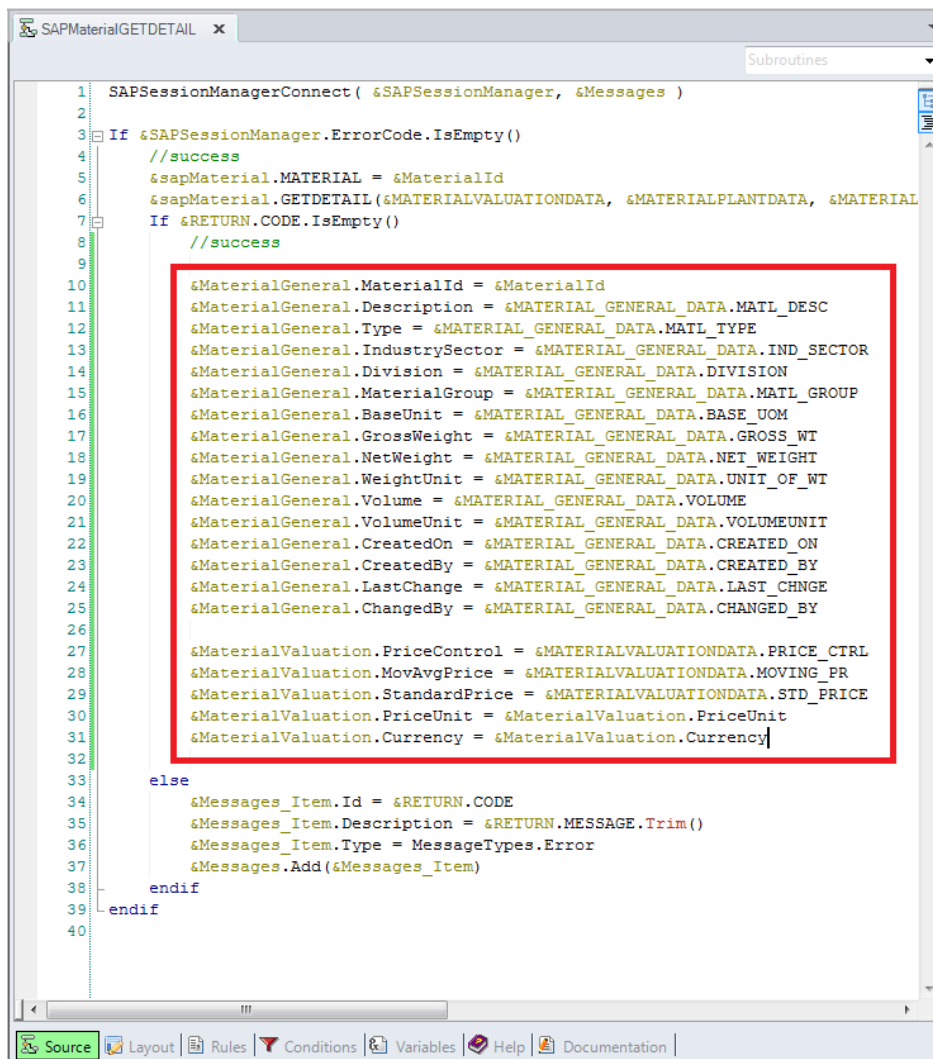 SAPMaterialGETDETAIL x
Subroutines
1 SAPSessionManagerConnect( &SAPSessionManager, &Messages )
2
3 If &SAPSessionManager.ErrorCode.IsEmpty()
4 //success
5 &sapMaterial.MATERIAL = &MaterialId
6 &sapMaterial.GETDETAIL(&MATERIALVALUATIONDATA, &MATERIALPLANTDATA, &MATERIAL
7 If &RETURN.CODE.IsEmpty()
8 //success
9
10 &MaterialGeneral.MaterialId = &MaterialId
11 &MaterialGeneral.Description = &MATERIAL_GENERAL_DATA.MATL_DESC
12 &MaterialGeneral.Type = &MATERIAL_GENERAL_DATA.MATL_TYPE
13 &MaterialGeneral.IndustrySector = &MATERIAL_GENERAL_DATA.IND_SECTOR
14 &MaterialGeneral.Division = &MATERIAL_GENERAL_DATA.DIVISION
15 &MaterialGeneral.MaterialGroup = &MATERIAL_GENERAL_DATA.MATL_GROUP
16 &MaterialGeneral.BaseUnit = &MATERIAL_GENERAL_DATA.BASE_UOM
17 &MaterialGeneral.GrossWeight = &MATERIAL_GENERAL_DATA.GROSS_WT
18 &MaterialGeneral.NetWeight = &MATERIAL_GENERAL_DATA.NET_WEIGHT
19 &MaterialGeneral.WeightUnit = &MATERIAL_GENERAL_DATA.UNIT_OF_WT
20 &MaterialGeneral.Volume = &MATERIAL_GENERAL_DATA.VOLUME
21 &MaterialGeneral.VolumeUnit = &MATERIAL_GENERAL_DATA.VOLUMEUNIT
22 &MaterialGeneral.CreatedOn = &MATERIAL_GENERAL_DATA.CREATED_ON
23 &MaterialGeneral.CreatedBy = &MATERIAL_GENERAL_DATA.CREATED_BY
24 &MaterialGeneral.LastChange = &MATERIAL_GENERAL_DATA.LAST_CHNGE
25 &MaterialGeneral.ChangedBy = &MATERIAL_GENERAL_DATA.CHANGED_BY
26
27 &MaterialValuation.PriceControl = &MATERIALVALUATIONDATA.PRICE_CTRL
28 &MaterialValuation.MovAvgPrice = &MATERIALVALUATIONDATA.MOVING_PR
29 &MaterialValuation.StandardPrice = &MATERIALVALUATIONDATA.STD_PRICE
30 &MaterialValuation.PriceUnit = &MaterialValuation.PriceUnit
31 &MaterialValuation.Currency = &MaterialValuation.Currency
32
33 else
34 &Messages_Item.Id = &RETURN.CODE
35 &Messages_Item.Description = &RETURN.MESSAGE.Trim()
36 &Messages_Item.Type = MessageTypes.Error
37 &Messages.Add(&Messages_Item)
38 endif
39 endif
40
Source Layout Rules Conditions Variables Help Documentation